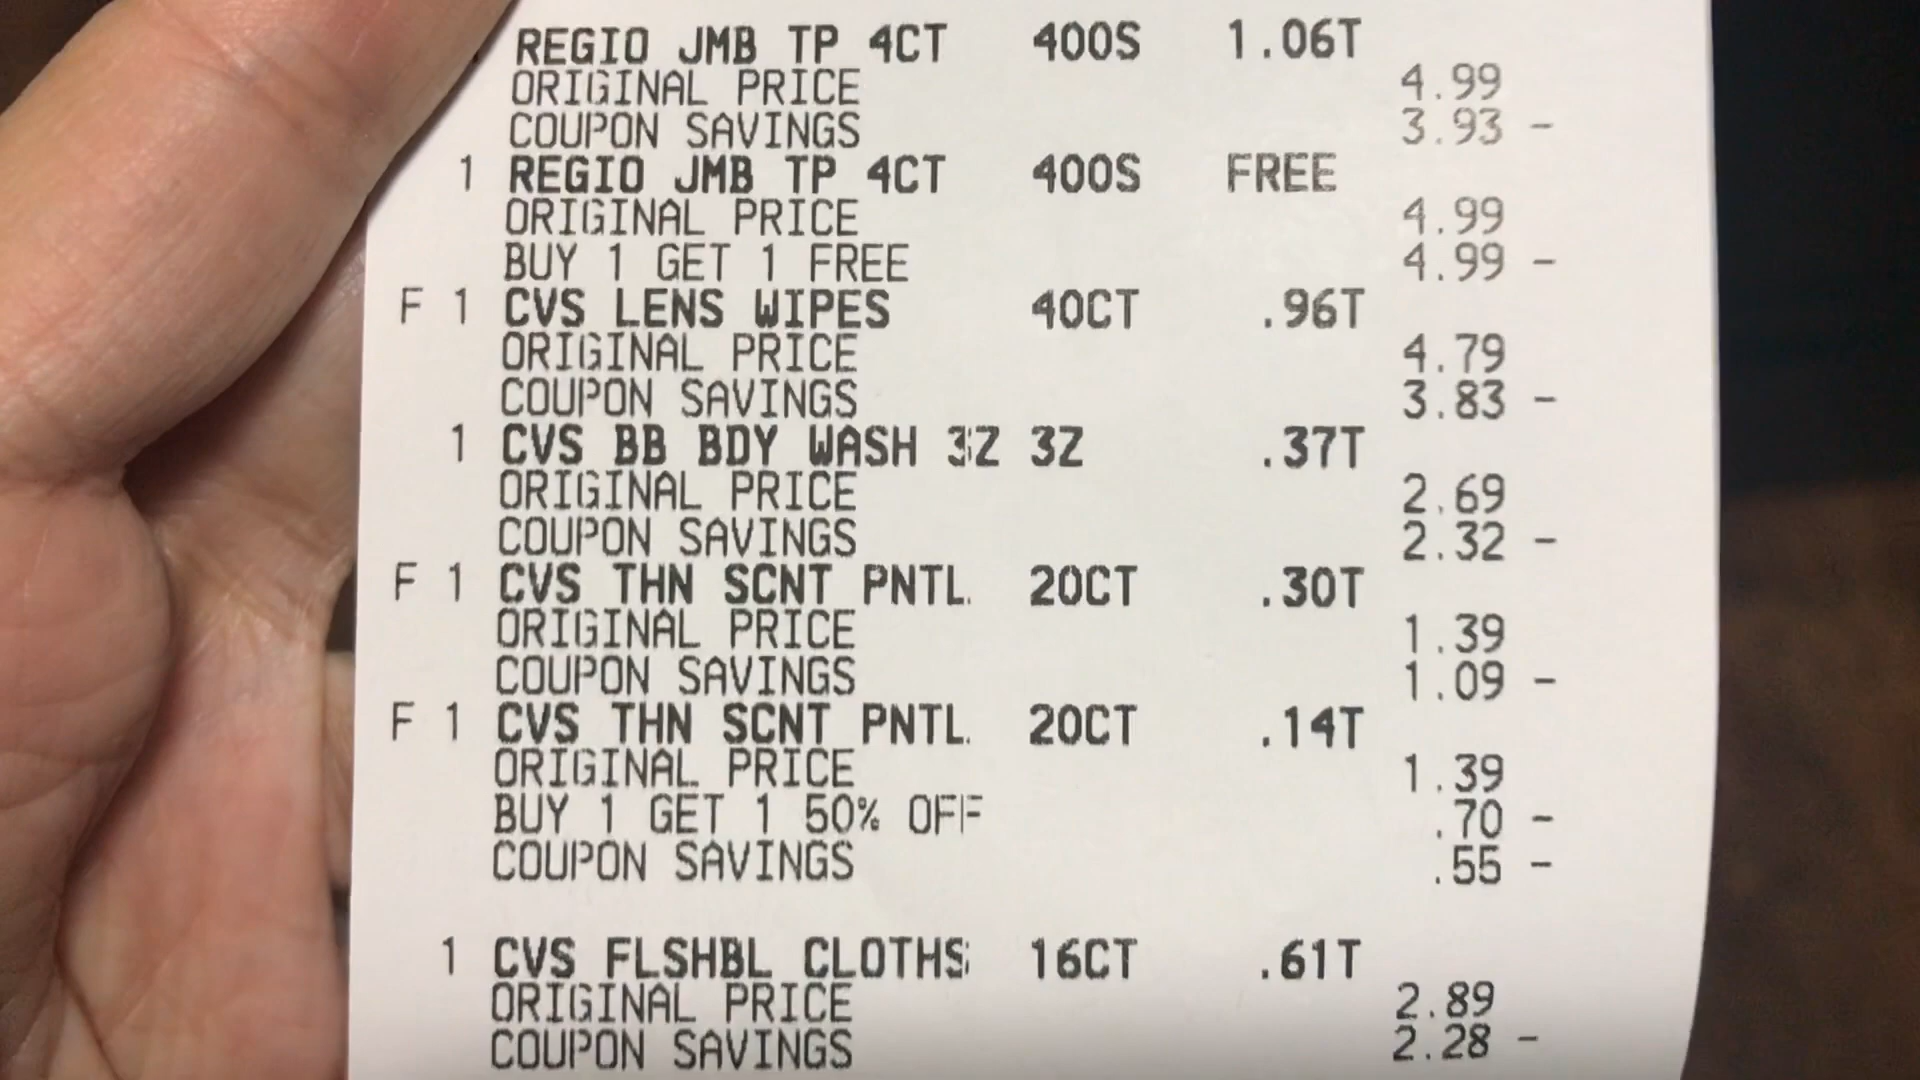 REGIO JMB TP 4CT 400S 1.06T
ORIGINAL PRICE 4.99
COUPON SAVINGS 3.93 -
1 REGIO JMB TP 4CT 400S FREE
ORIGINAL PRICE 4.99
BUY 1 GET 1 FREE 4.99 -
F 1 CVS LENS WIPES 40CT .96T
ORIGINAL PRICE 4.79
COUPON SAVINGS 3.83 -
1 CVS BB BDY WASH 3Z 3Z .37T
ORIGINAL PRICE 2.69
COUPON SAVINGS 2.32 -
F 1 CVS THN SCNT PNTL 20CT .30T
ORIGINAL PRICE 1.39
COUPON SAVINGS 1.09 -
F 1 CVS THN SCNT PNTL 20CT .14T
ORIGINAL PRICE 1.39
BUY 1 GET 1 50% OFF .70 -
COUPON SAVINGS .55 -
1 CVS FLSHBL CLOTHS 16CT .61T
ORIGINAL PRICE 2.89
COUPON SAVINGS 2.28 -